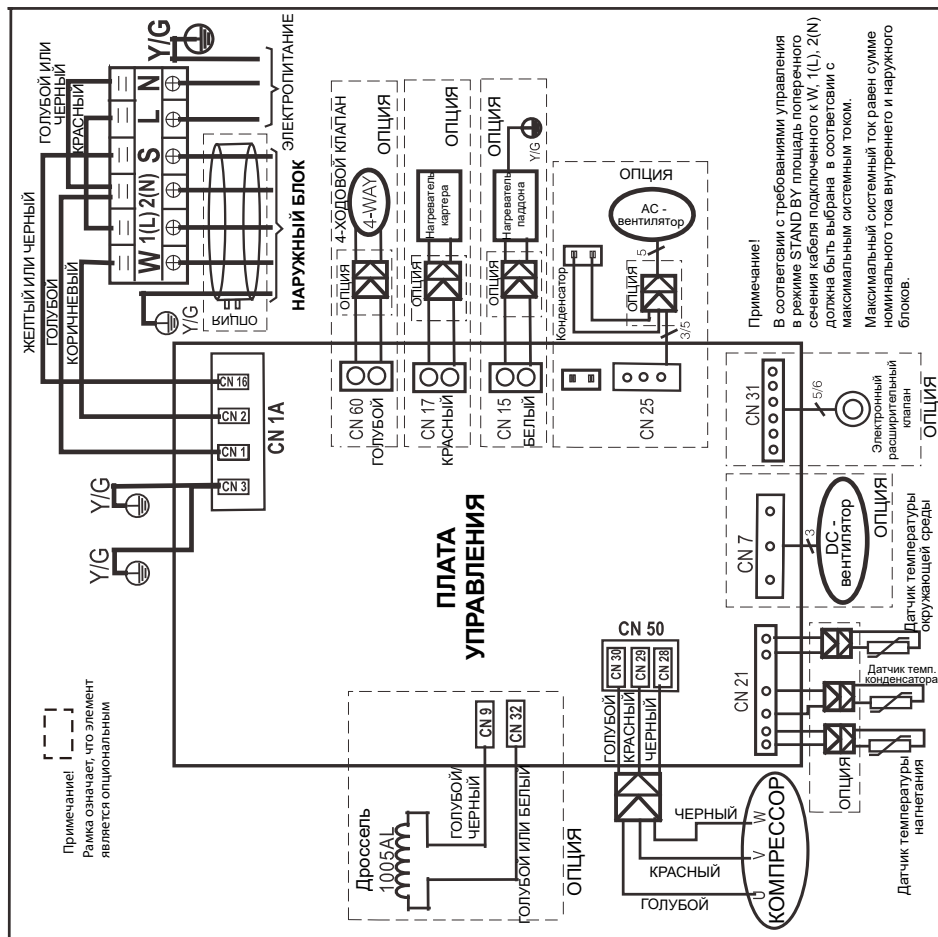 ГОЛУБОЙ ИЛИ
ЧЕРНЫЙ
КРАСНЫЙ
Y/G
N
L
S
2(N)
1(L)
W
ЭЛЕКТРОПИТАНИЕ
ЖЕЛТЫЙ ИЛИ ЧЕРНЫЙ
ГОЛУБОЙ
КОРИЧНЕВЫЙ
Y/G
ОПЦИЯ
НАРУЖНЫЙ БЛОК
CN 16
CN 2
CN 1
CN 3
CN 1A
Y/G
Y/G
4-ХОДОВОЙ КЛАПАН
4-WAY
ОПЦИЯ
ОПЦИЯ
CN 60
ГОЛУБОЙ
Нагреватель
картера
ОПЦИЯ
ОПЦИЯ
CN 17
КРАСНЫЙ
Нагреватель
поддона
Y/G
ОПЦИЯ
ОПЦИЯ
CN 15
БЕЛЫЙ
ОПЦИЯ
AC -
вентилятор
5
Конденсатор
ОПЦИЯ
3/5
CN 25
Примечание!
В соответсвии с требованиями управления
в режиме STAND BY площадь поперечного
сечения кабеля подключенного к W, 1(L), 2(N)
должна быть выбрана в соответсвии с
максимальным системным током.
Максимальный системный ток равен сумме
номинального тока внутреннего и наружного
блоков.
CN 31
5/6
Электронный
расширительный
клапан
ОПЦИЯ
CN 7
3
DC -
вентилятор
ОПЦИЯ
ПЛАТА
УПРАВЛЕНИЯ
CN 21
Датчик температуры
окружающей среды
Датчик темп.
конденсатора
Датчик температуры
нагнетания
ОПЦИЯ
CN 50
CN 30
CN 29
CN 28
ГОЛУБОЙ
КРАСНЫЙ
ЧЕРНЫЙ
ЧЕРНЫЙ
КРАСНЫЙ
ГОЛУБОЙ
U
V
W
КОМПРЕССОР
CN 9
CN 32
Дроссель
1005AL
ГОЛУБОЙ/
ЧЕРНЫЙ
ГОЛУБОЙ ИЛИ БЕЛЫЙ
ОПЦИЯ
Примечание!
Рамка означает, что элемент
является опциональным